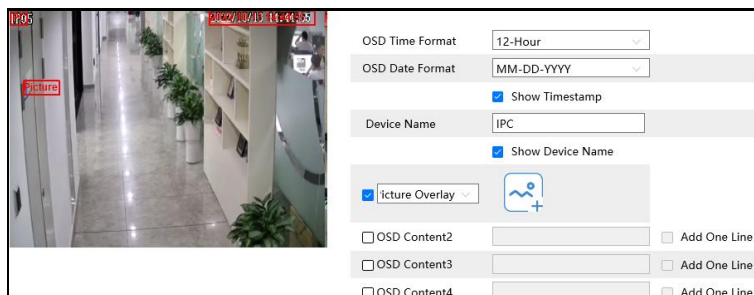 IP05
2022/10/13 14:44:55
Picture
OSD Time Format 12-Hour
OSD Date Format MM-DD-YYYY
Show Timestamp
Device Name IPC
Show Device Name
icture Overlay
OSD Content2 Add One Line
OSD Content3 Add One Line
OSD Content4 Add One Line